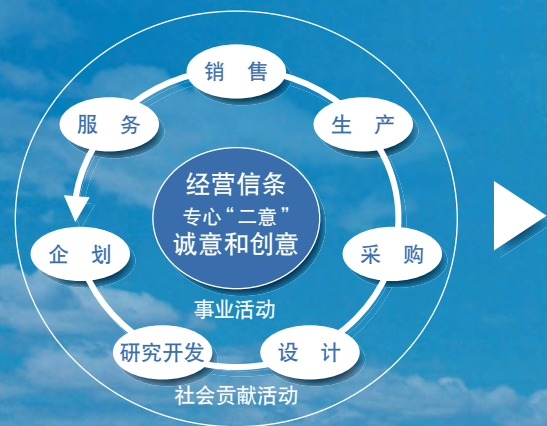 销 售
服 务
生 产
经营信条
专心“二意”
诚意和创意
企 划
采 购
事业活动
研究开发
设 计
社会贡献活动